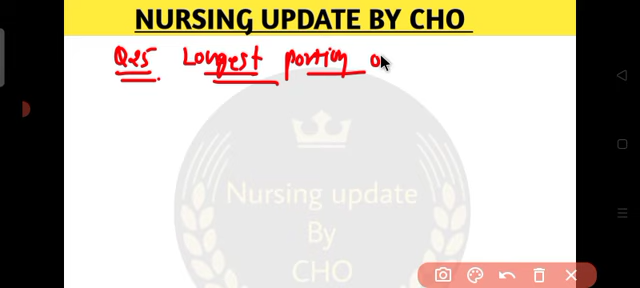 NURSING UPDATE BY CHO
Q25 Longest portion o
Nursing update
By
CHO